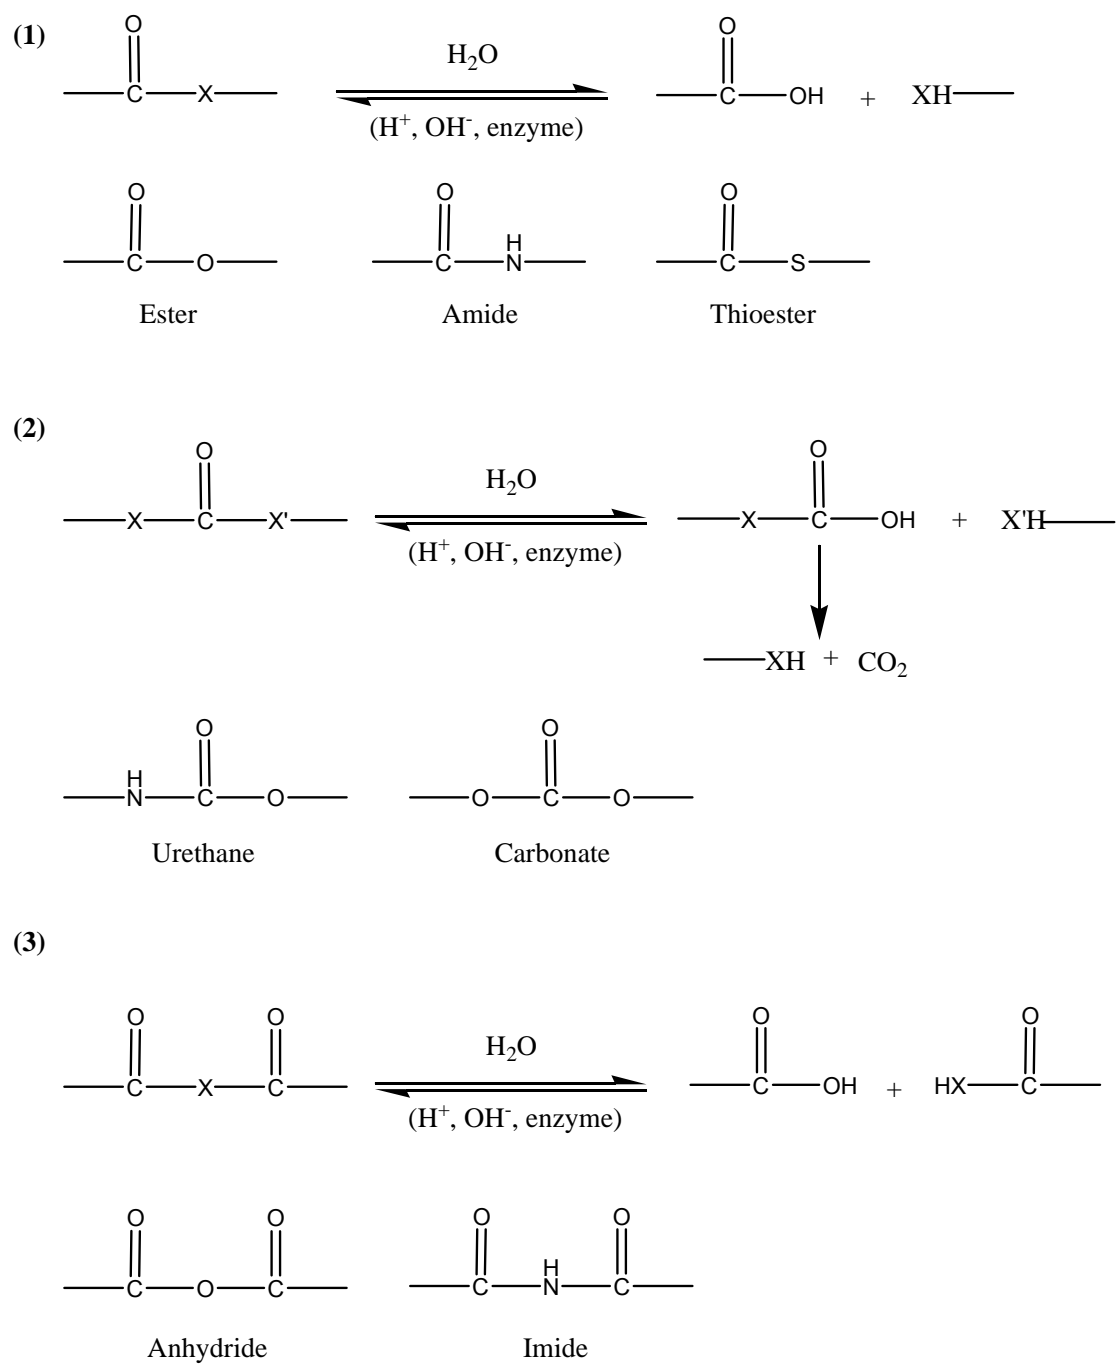 (1)
O
C X
H₂O
(H⁺, OH⁻, enzyme)
O
C OH + XH
O
C O
Ester
O H
C N
Amide
O
C S
Thioester
(2)
O
X C X'
H₂O
(H⁺, OH⁻, enzyme)
O
X C OH + X'H
XH + CO₂
H O
N C O
Urethane
O
O C O
Carbonate
(3)
O O
C X C
H₂O
(H⁺, OH⁻, enzyme)
O O
C OH + HX C
O O
C O C
Anhydride
O H O
C N C
Imide